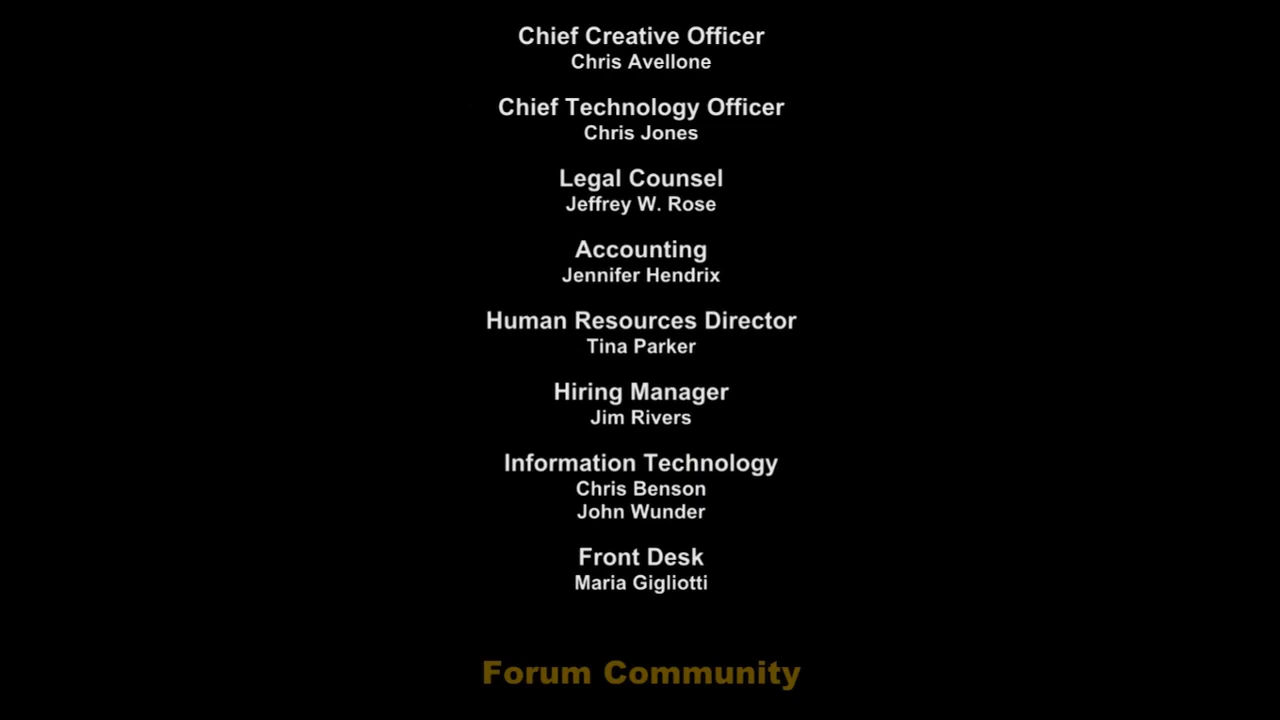 Chief Creative Officer
Chris Avellone
Chief Technology Officer
Chris Jones
Legal Counsel
Jeffrey W. Rose
Accounting
Jennifer Hendrix
Human Resources Director
Tina Parker
Hiring Manager
Jim Rivers
Information Technology
Chris Benson
John Wunder
Front Desk
Maria Gigliotti
Forum Community